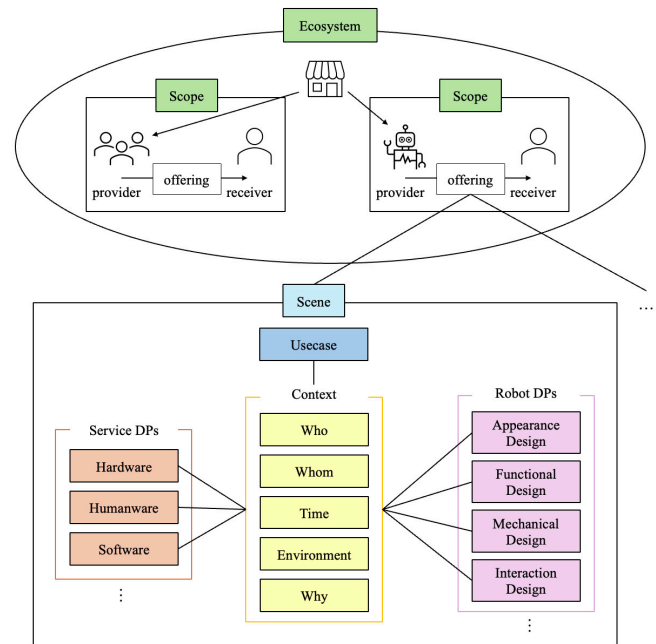 Ecosystem
Scope
Scope
offering
provider
receiver
offering
provider
receiver
Scene
...
Usecase
Context
Who
Whom
Time
Environment
Why
Service DPs
Hardware
Humanware
Software
⋮
Robot DPs
Appearance
Design
Functional
Design
Mechanical
Design
Interaction
Design
⋮